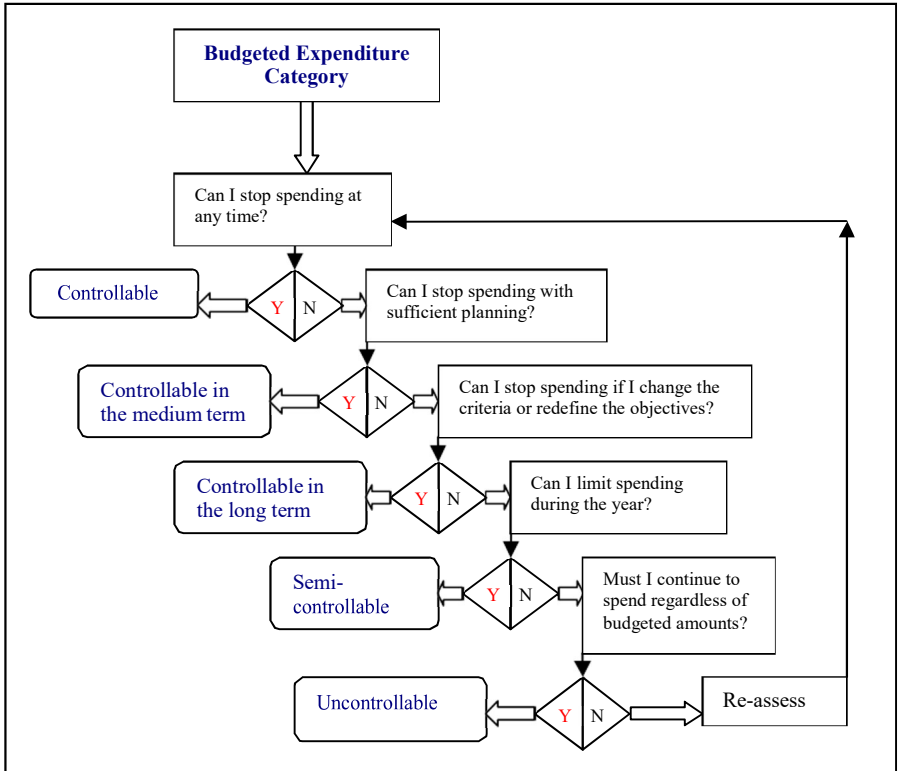 Budgeted Expenditure
Category
Can I stop spending at
any time?
Controllable
Y
N
Can I stop spending with
sufficient planning?
Controllable in
the medium term
Y
N
Can I stop spending if I change the
criteria or redefine the objectives?
Controllable in
the long term
Y
N
Can I limit spending
during the year?
Semi-
controllable
Y
N
Must I continue to
spend regardless of
budgeted amounts?
Uncontrollable
Y
N
Re-assess